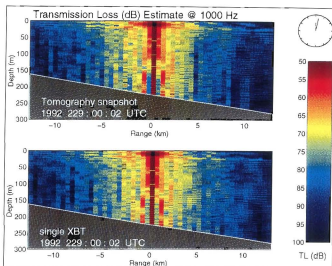 Transmission Loss (dB) Estimate @ 1000 Hz
0
50
100
150
200
250
300
Depth (m)
Tomography snapshot
1992 229 : 00 : 02 UTC
-10 -5 0 5 10
Range (km)
0
50
100
150
200
250
300
Depth (m)
single XBT
1992 229 : 00 : 02 UTC
-10 -5 0 5 10
Range (km)
50
55
60
65
70
75
80
85
90
95
100
TL (dB)